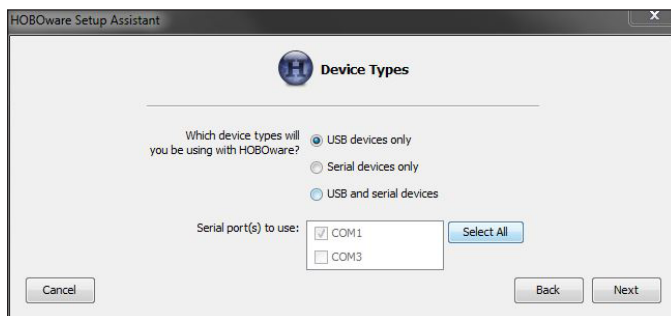 HOBOware Setup Assistant
x
H
Device Types
Which device types will
you be using with HOBOware?
USB devices only
Serial devices only
USB and serial devices
Serial port(s) to use:
COM1
Select All
COM3
Cancel
Back
Next